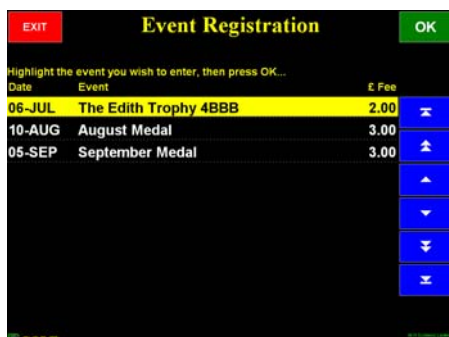 EXIT
Event Registration
OK
Highlight the event you wish to enter, then press OK...
Date Event £ Fee
06-JUL The Edith Trophy 4BBB 2.00
10-AUG August Medal 3.00
05-SEP September Medal 3.00